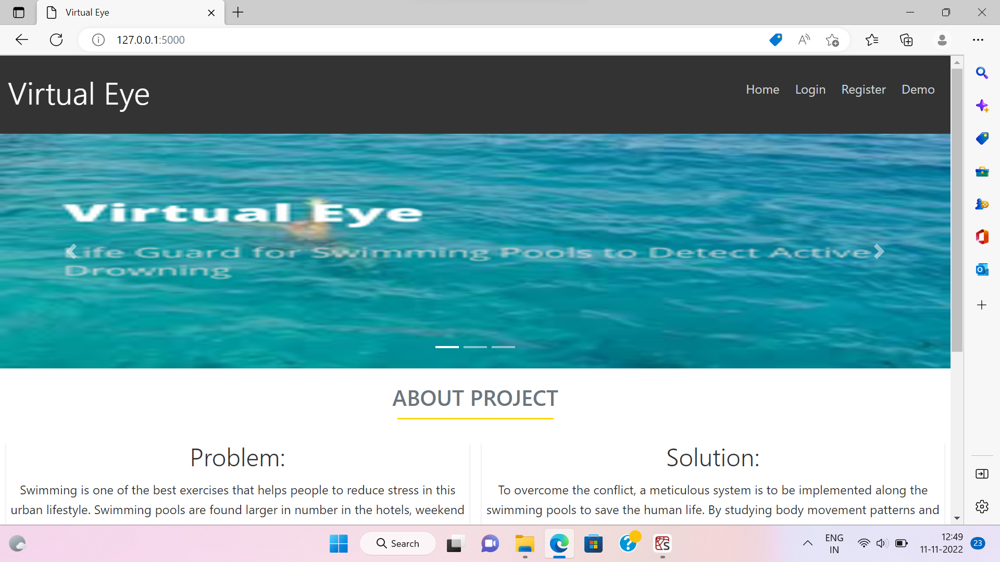 Virtual Eye
127.0.0.1:5000
Virtual Eye
Home Login Register Demo
Virtual Eye
Life Guard for Swimming Pools to Detect Active
Drowning
ABOUT PROJECT
Problem:
Swimming is one of the best exercises that helps people to reduce stress in this
urban lifestyle. Swimming pools are found larger in number in the hotels, weekend
Solution:
To overcome the conflict, a meticulous system is to be implemented along the
swimming pools to save the human life. By studying body movement patterns and
Search
ENG
IN
12:49
11-11-2022
23